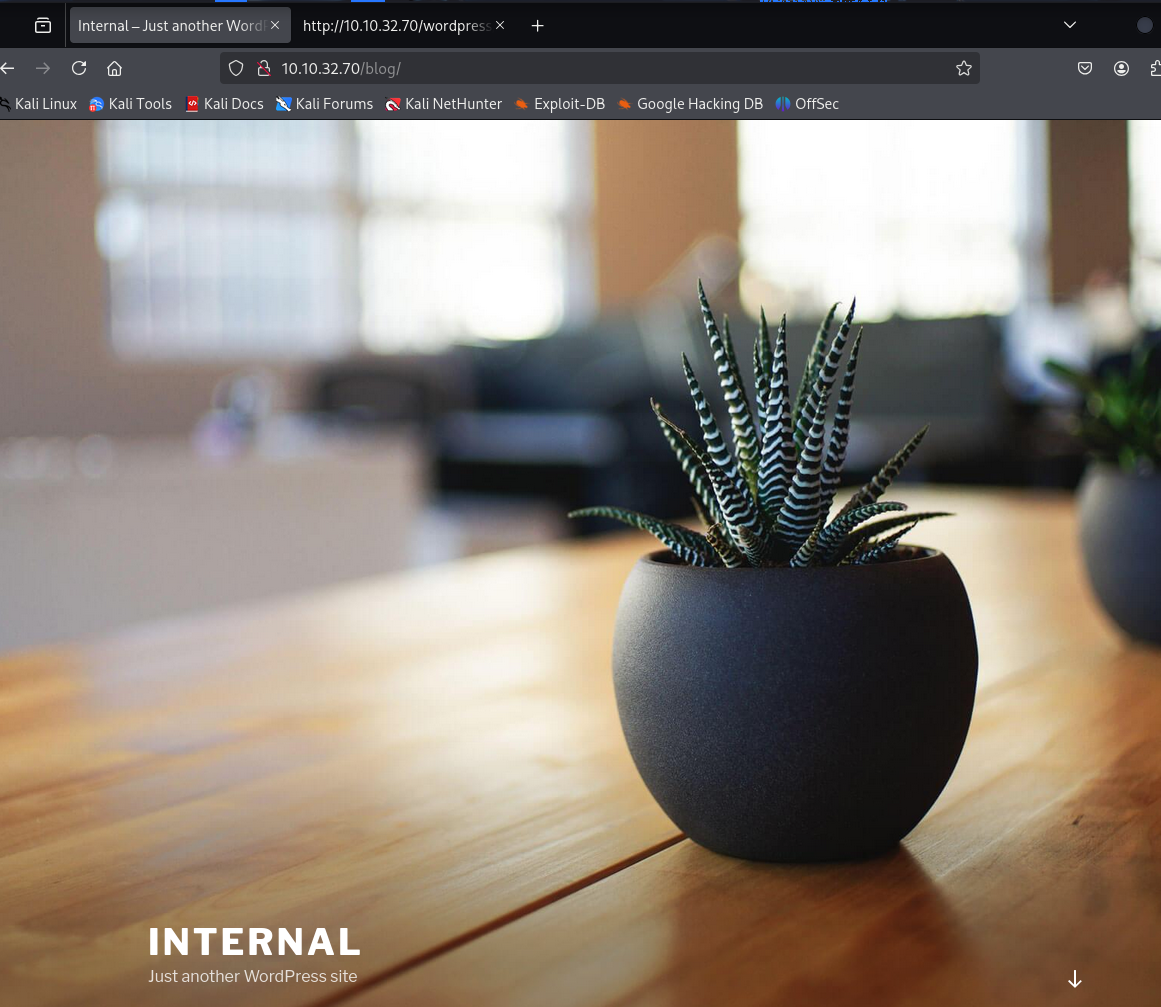 Internal – Just another Word
http://10.10.32.70/wordpress
10.10.32.70/blog/
Kali Linux
Kali Tools
Kali Docs
Kali Forums
Kali NetHunter
Exploit-DB
Google Hacking DB
OffSec
INTERNAL
Just another WordPress site